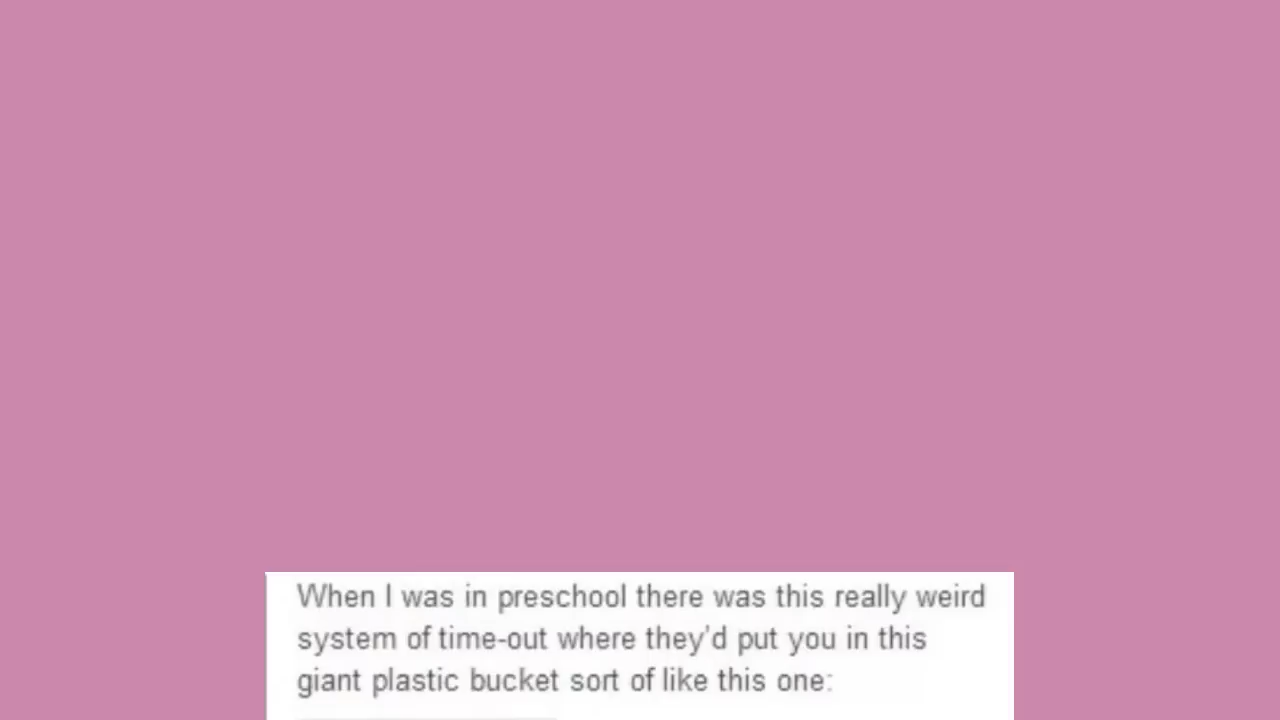 When I was in preschool there was this really weird
system of time-out where they'd put you in this
giant plastic bucket sort of like this one: